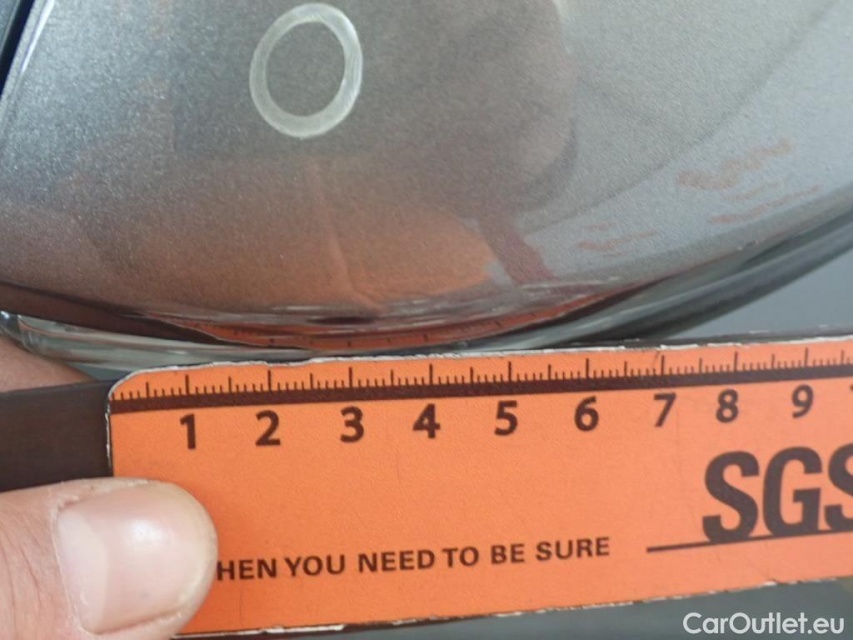 1 2 3 4 5 6 7 8 9
SGS
HEN YOU NEED TO BE SURE
CarOutlet.eu